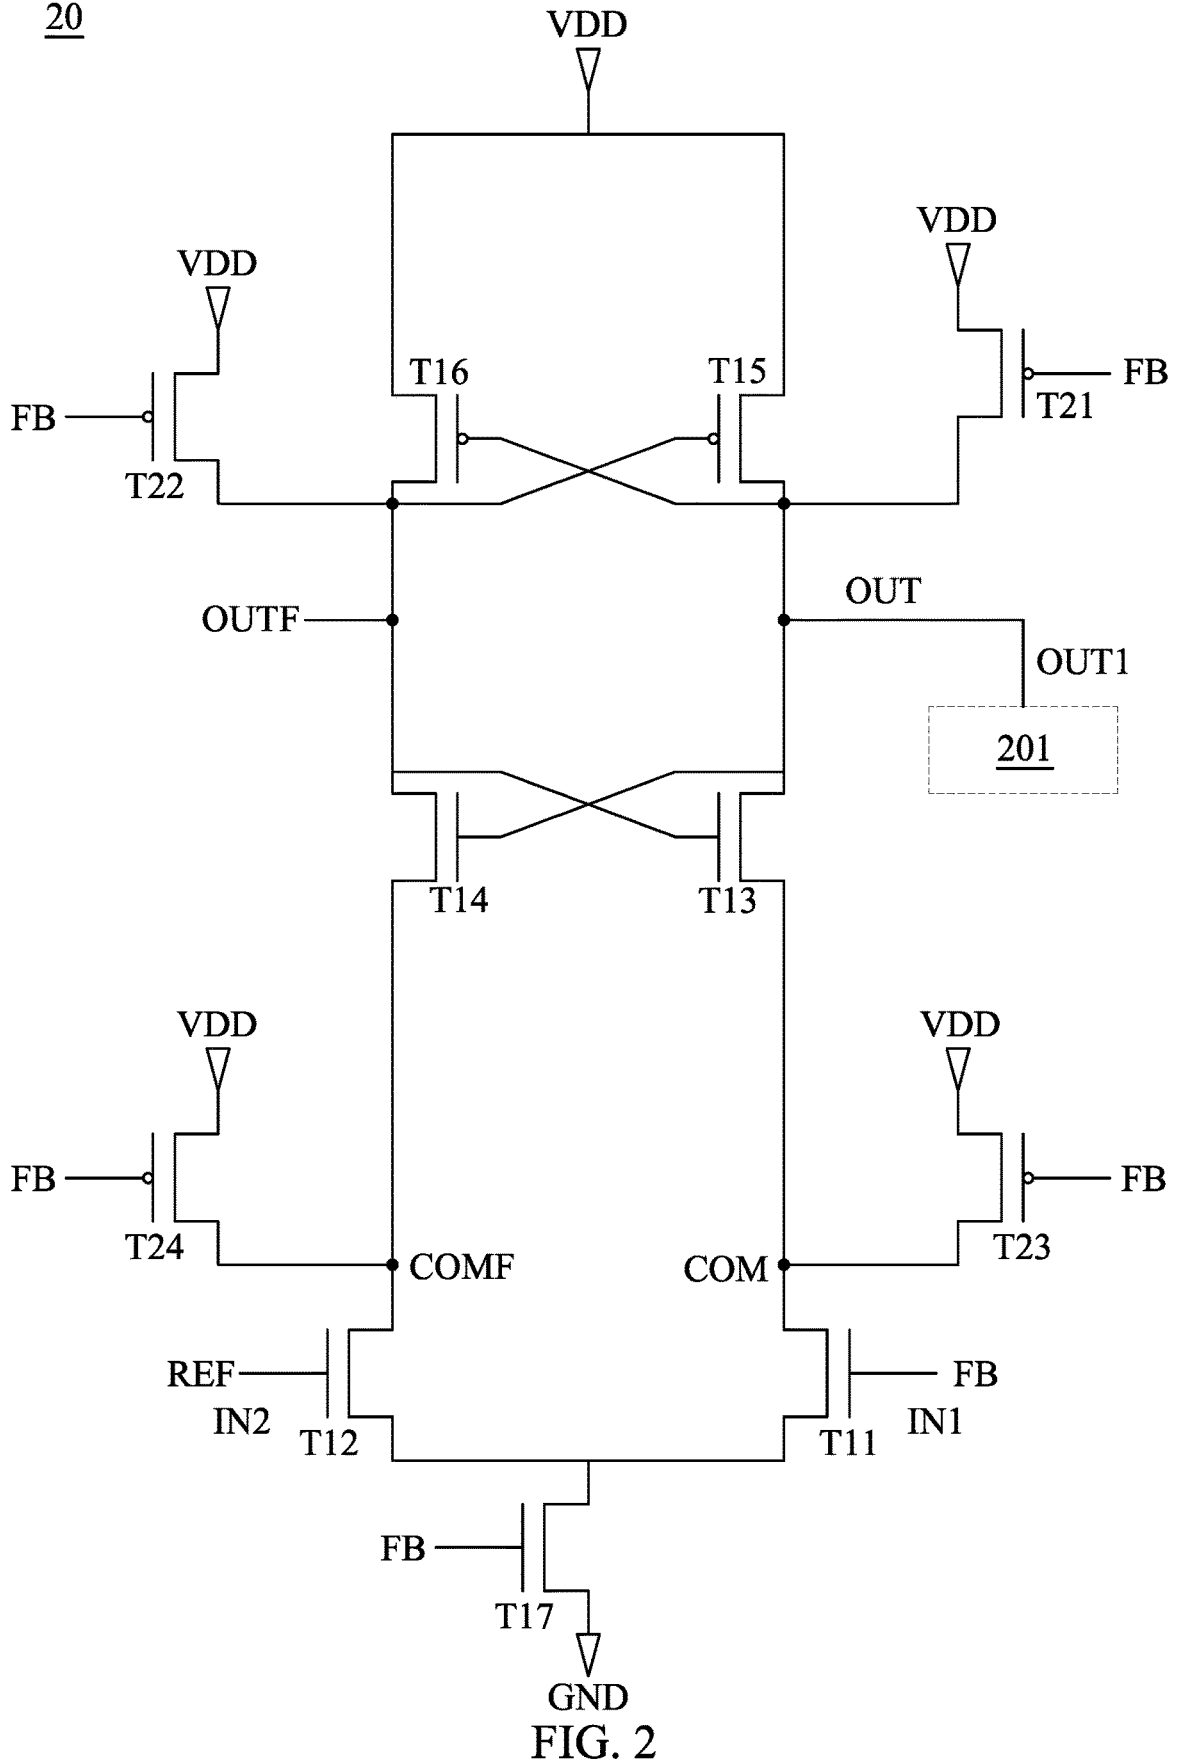 20
VDD
VDD
VDD
T16
T15
FB
T21
FB
T22
OUTF
OUT
OUT1
201
T14
T13
VDD
VDD
FB
FB
T24
T23
COMF
COM
REF
FB
IN2
IN1
T12
T11
FB
T17
GND
FIG. 2